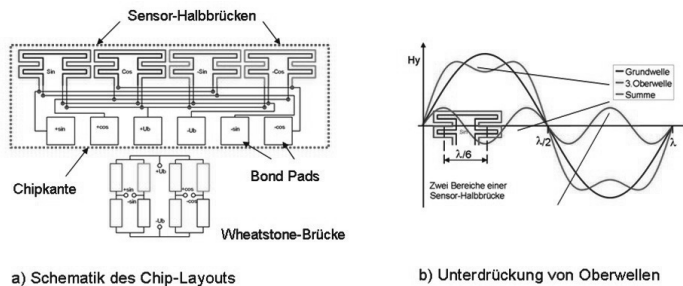 Sensor-Halbbrücken
Sin
Cos
-Sin
-Cos
+sin
+cos
+Ub
-Ub
-sin
-cos
Chipkante
Bond Pads
+Ub
+sin
+cos
-sin
-cos
-Ub
Wheatstone-Brücke
a) Schematik des Chip-Layouts
Hy
Grundwelle
3.Oberwelle
Summe
Sin
λ/2
λ
λ/6
Zwei Bereiche einer
Sensor-Halbbrücke
b) Unterdrückung von Oberwellen